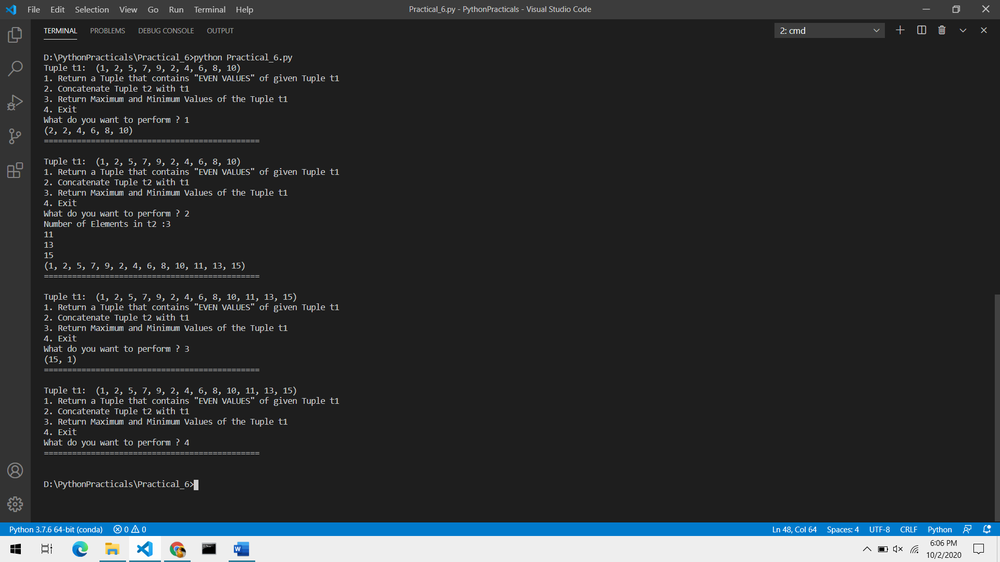 File Edit Selection View Go Run Terminal Help
Practical_6.py - PythonPracticals - Visual Studio Code
TERMINAL PROBLEMS DEBUG CONSOLE OUTPUT
2: cmd
D:\PythonPracticals\Practical_6>python Practical_6.py
Tuple t1:  (1, 2, 5, 7, 9, 2, 4, 6, 8, 10)
1. Return a Tuple that contains "EVEN VALUES" of given Tuple t1
2. Concatenate Tuple t2 with t1
3. Return Maximum and Minimum Values of the Tuple t1
4. Exit
What do you want to perform ? 1
(2, 2, 4, 6, 8, 10)
==============================================
Tuple t1:  (1, 2, 5, 7, 9, 2, 4, 6, 8, 10)
1. Return a Tuple that contains "EVEN VALUES" of given Tuple t1
2. Concatenate Tuple t2 with t1
3. Return Maximum and Minimum Values of the Tuple t1
4. Exit
What do you want to perform ? 2
Number of Elements in t2 :3
11
13
15
(1, 2, 5, 7, 9, 2, 4, 6, 8, 10, 11, 13, 15)
==============================================
Tuple t1:  (1, 2, 5, 7, 9, 2, 4, 6, 8, 10, 11, 13, 15)
1. Return a Tuple that contains "EVEN VALUES" of given Tuple t1
2. Concatenate Tuple t2 with t1
3. Return Maximum and Minimum Values of the Tuple t1
4. Exit
What do you want to perform ? 3
(15, 1)
==============================================
Tuple t1:  (1, 2, 5, 7, 9, 2, 4, 6, 8, 10, 11, 13, 15)
1. Return a Tuple that contains "EVEN VALUES" of given Tuple t1
2. Concatenate Tuple t2 with t1
3. Return Maximum and Minimum Values of the Tuple t1
4. Exit
What do you want to perform ? 4
==============================================
D:\PythonPracticals\Practical_6>
Python 3.7.6 64-bit (conda) 0 0
Ln 48, Col 64 Spaces: 4 UTF-8 CRLF Python
6:06 PM
10/2/2020